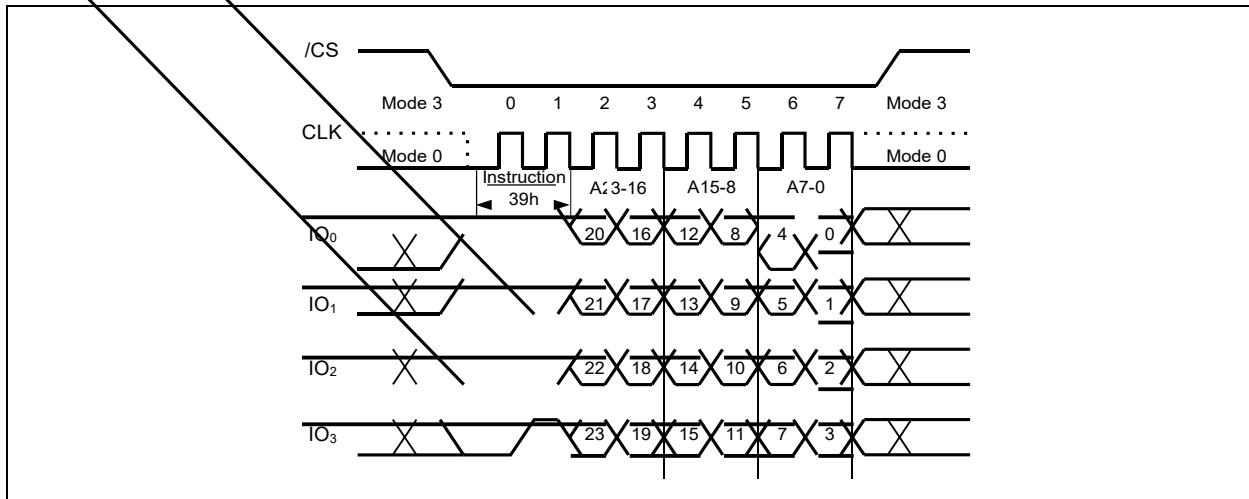 /CS
Mode 3 0 1 2 3 4 5 6 7 Mode 3
CLK
Mode 0 Mode 0
Instruction A23-16 A15-8 A7-0
39h
IO0 20 16 12 8 4 0
IO1 21 17 13 9 5 1
IO2 22 18 14 10 6 2
IO3 23 19 15 11 7 3